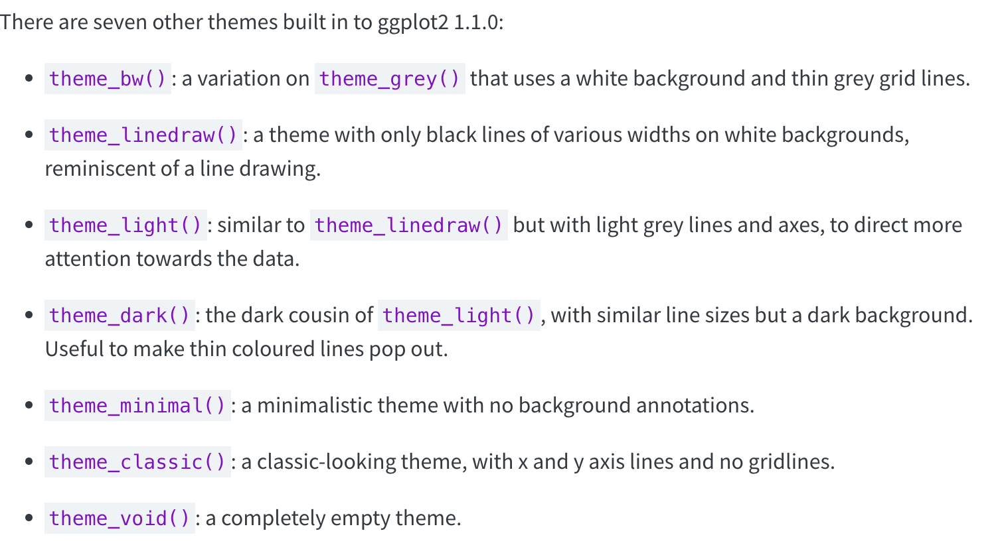 There are seven other themes built in to ggplot2 1.1.0:
• theme_bw(): a variation on theme_grey() that uses a white background and thin grey grid lines.
• theme_linedraw(): a theme with only black lines of various widths on white backgrounds,
reminiscent of a line drawing.
• theme_light(): similar to theme_linedraw() but with light grey lines and axes, to direct more
attention towards the data.
• theme_dark(): the dark cousin of theme_light(), with similar line sizes but a dark background.
Useful to make thin coloured lines pop out.
• theme_minimal(): a minimalistic theme with no background annotations.
• theme_classic(): a classic-looking theme, with x and y axis lines and no gridlines.
• theme_void(): a completely empty theme.